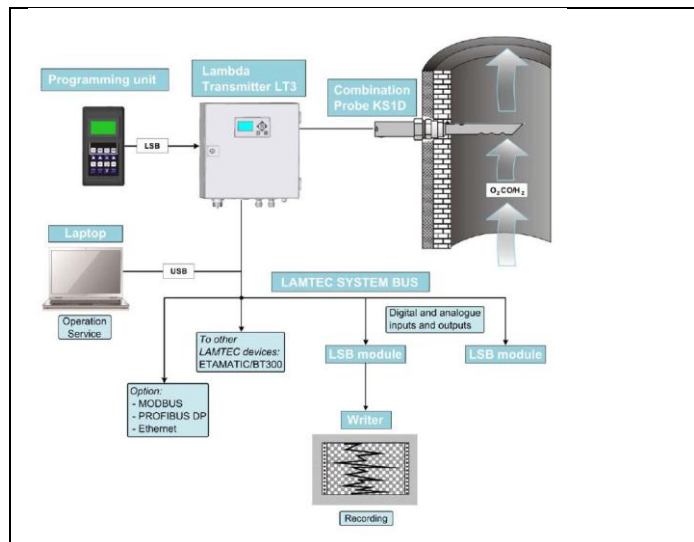 Programming unit
Lambda
Transmitter LT3
Combination
Probe KS1D
LSB
O₂CO/H₂
Laptop
USB
LAMTEC SYSTEM BUS
Operation
Service
To other
LAMTEC devices:
ETAMATIC/BT300
Digital and analogue
inputs and outputs
LSB module
LSB module
Option:
- MODBUS
- PROFIBUS DP
- Ethernet
Writer
Recording